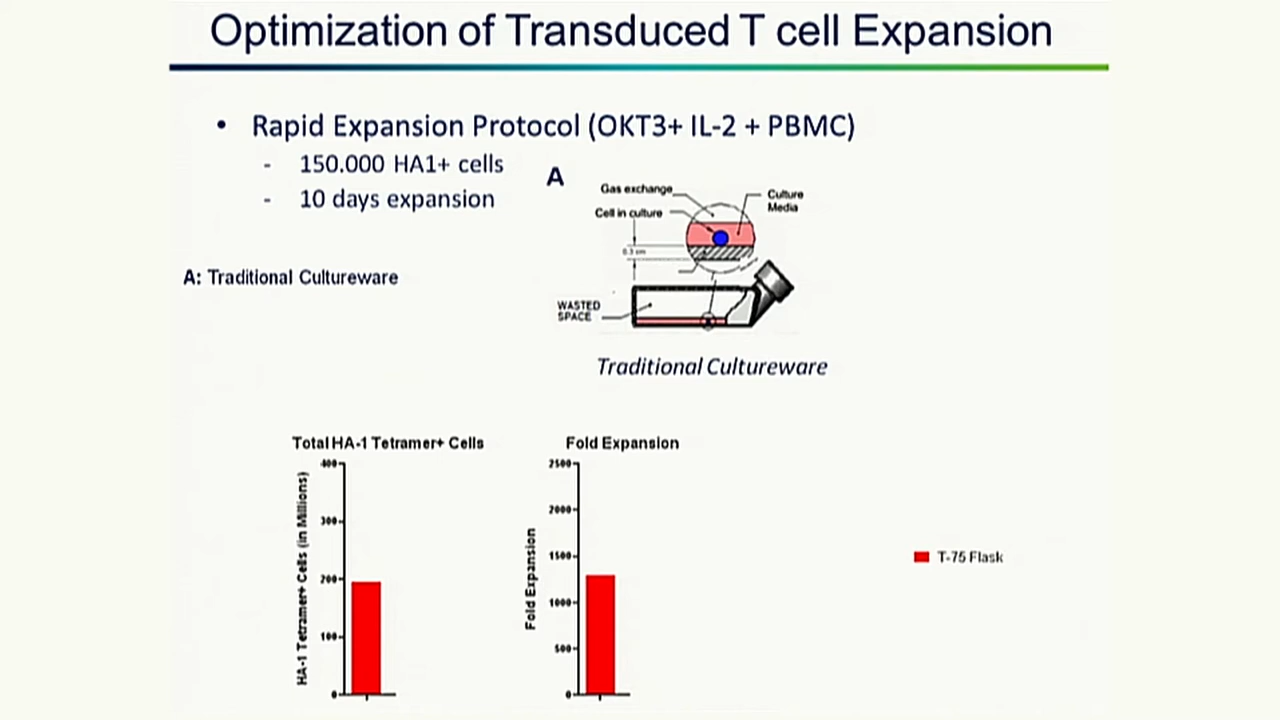 Optimization of Transduced T cell Expansion
• Rapid Expansion Protocol (OKT3+ IL-2 + PBMC)
- 150.000 HA1+ cells
- 10 days expansion
A: Traditional Cultureware
A
Gas exchange
Culture
Media
Cell in culture
0.3 cm
WASTED
SPACE
Traditional Cultureware
Total HA-1 Tetramer+ Cells
HA-1 Tetramer+ Cells (in Millions)
400
300
200
100
0
Fold Expansion
Fold Expansion
2500
2000
1500
1000
500
0
T-75 Flask